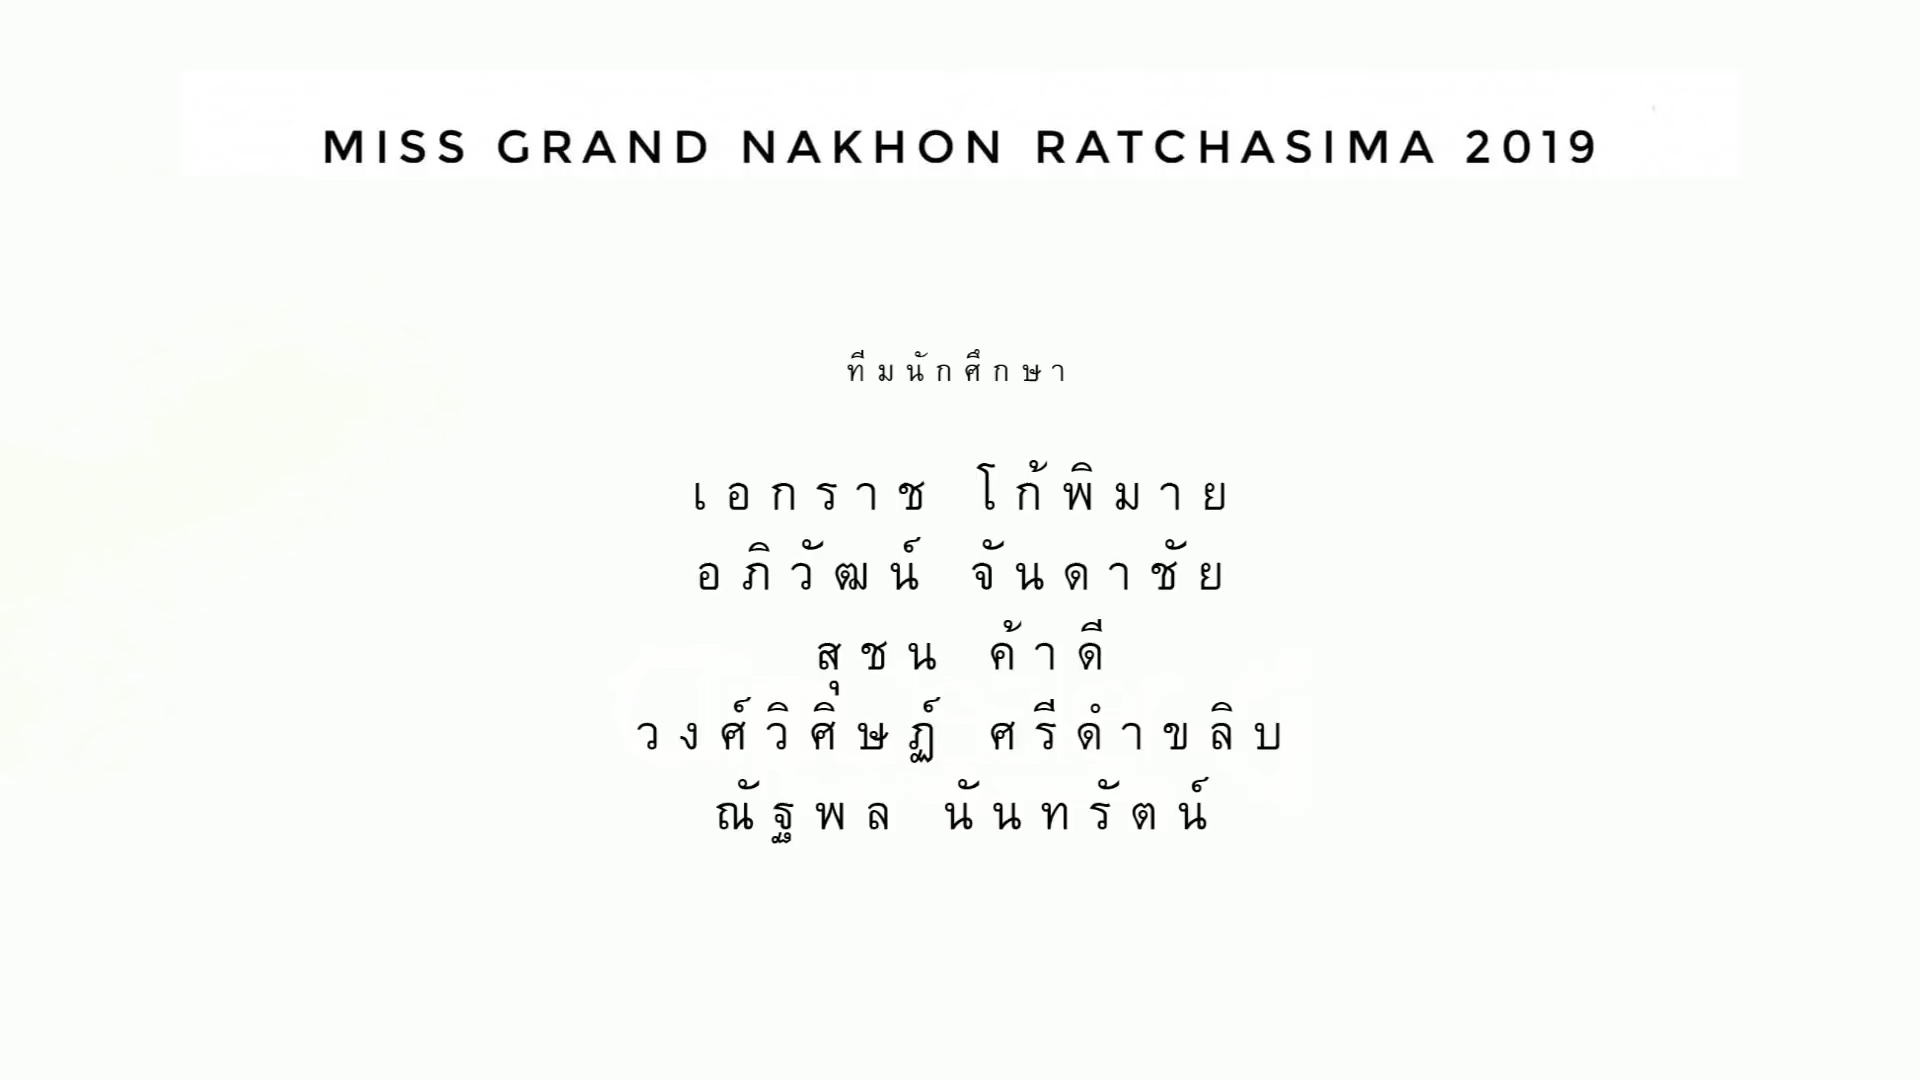 MISS GRAND NAKHON RATCHASIMA 2019
ทีมนักศึกษา
เอกราช โก้พิมาย
อภิวัฒน์ จันดาชัย
สุชน ค้าดี
วงศ์วิศิษฏ์ ศรีดำขลิบ
ณัฐพล นันทรัตน์